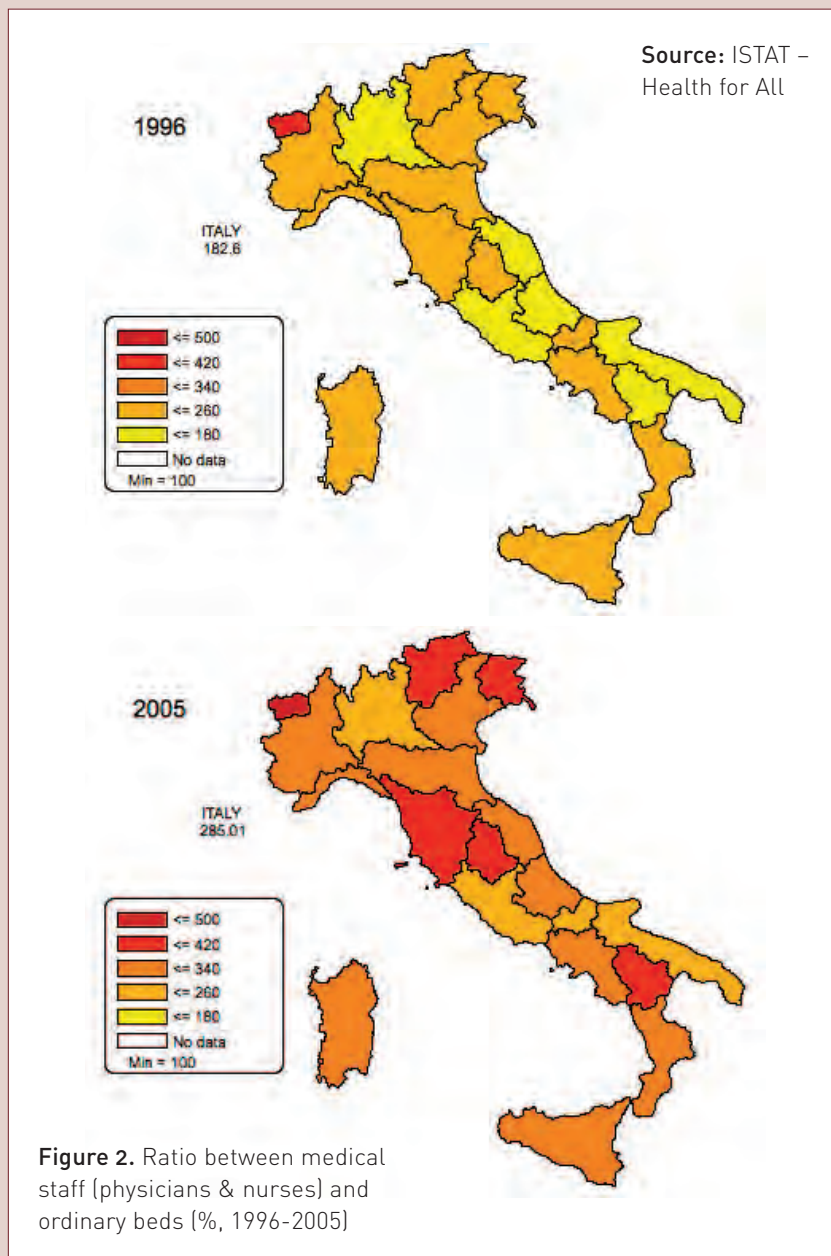 Source: ISTAT –
Health for All
1996
ITALY
182.6
<= 500
<= 420
<= 340
<= 260
<= 180
No data
Min = 100
2005
ITALY
285.01
<= 500
<= 420
<= 340
<= 260
<= 180
No data
Min = 100
Figure 2. Ratio between medical
staff (physicians & nurses) and
ordinary beds (%, 1996-2005)